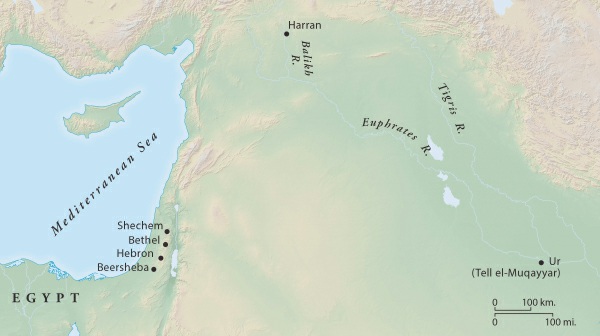 Harran
Balikh
R.
Tigris R.
Euphrates R.
Mediterranean Sea
Shechem
Bethel
Hebron
Beersheba
Ur
(Tell el-Muqayyar)
EGYPT
0 100 km.
0 100 mi.